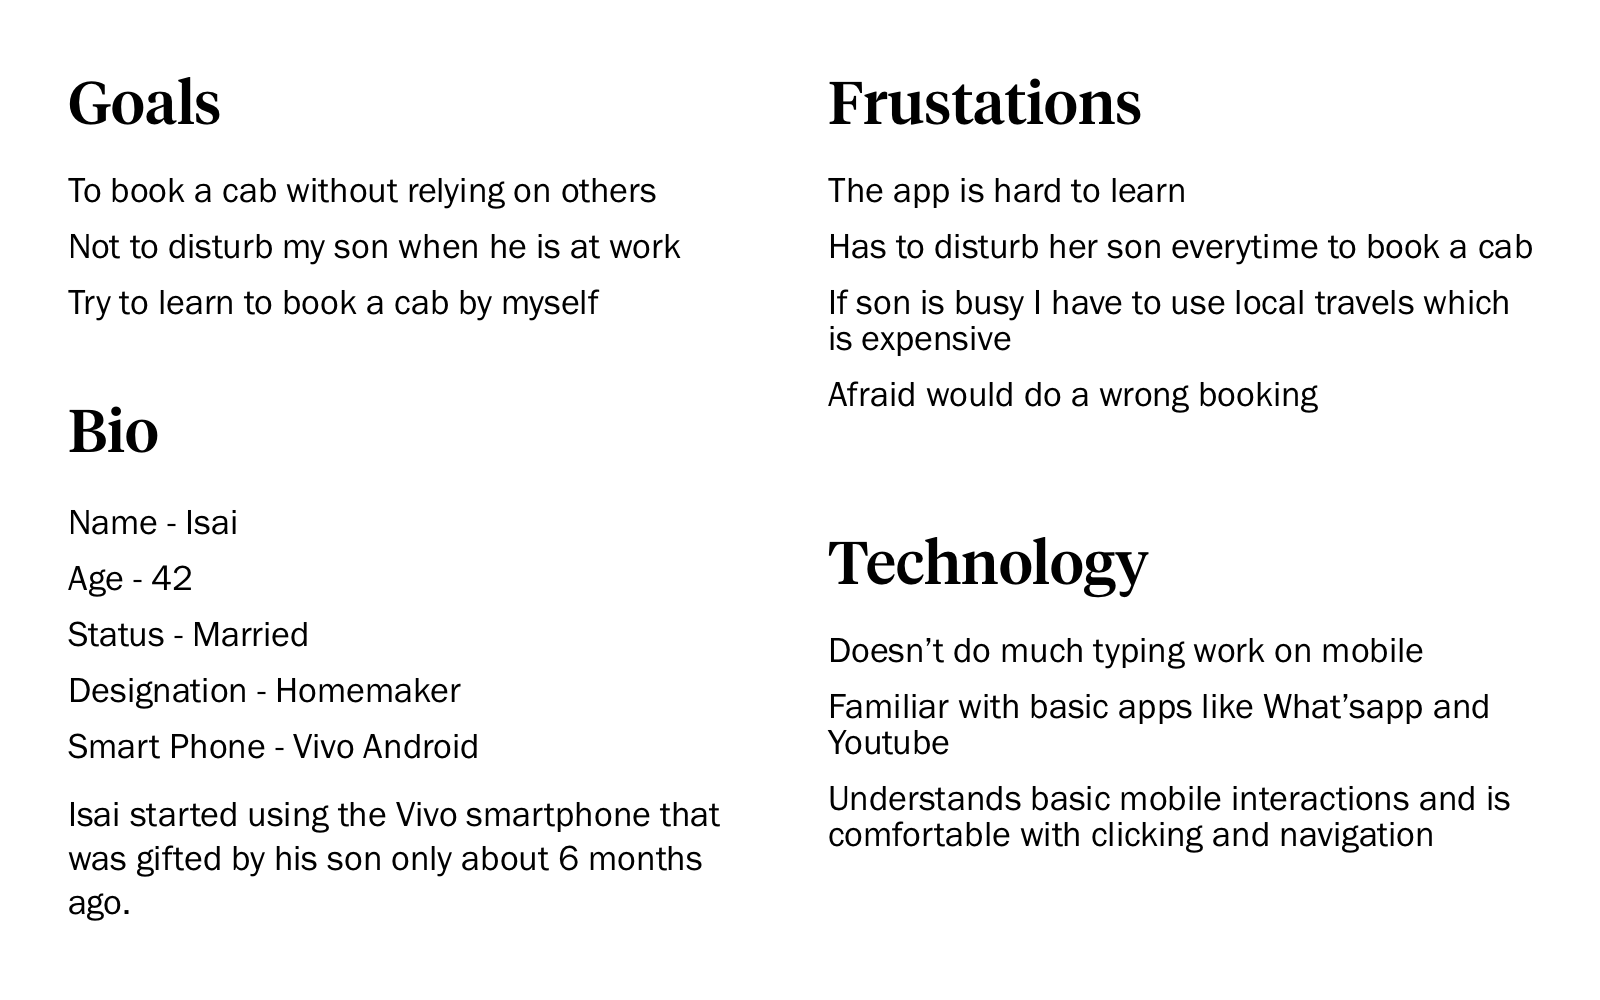 Goals
To book a cab without relying on others
Not to disturb my son when he is at work
Try to learn to book a cab by myself
Bio
Name - Isai
Age - 42
Status - Married
Designation - Homemaker
Smart Phone - Vivo Android
Isai started using the Vivo smartphone that
was gifted by his son only about 6 months
ago.
Frustations
The app is hard to learn
Has to disturb her son everytime to book a cab
If son is busy I have to use local travels which
is expensive
Afraid would do a wrong booking
Technology
Doesn’t do much typing work on mobile
Familiar with basic apps like What’sapp and
Youtube
Understands basic mobile interactions and is
comfortable with clicking and navigation